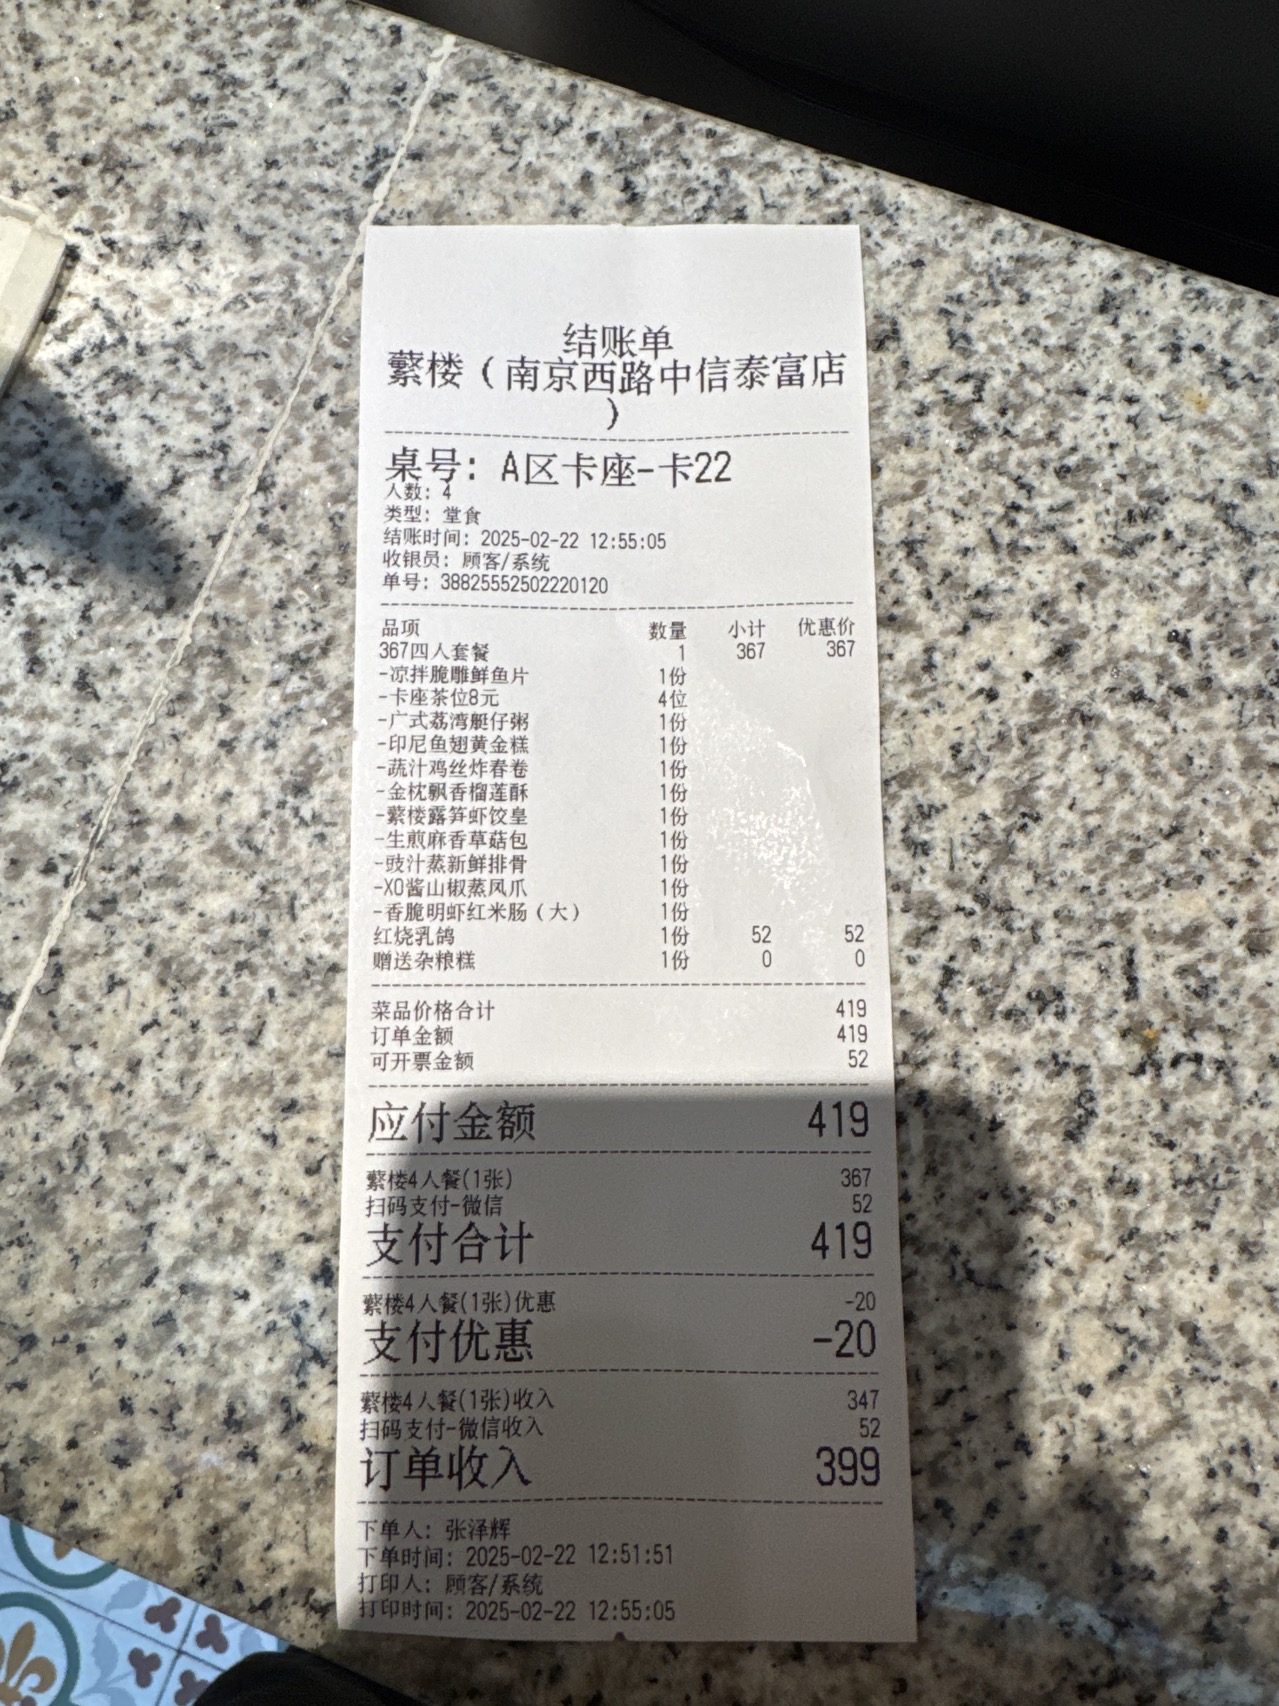 结账单
蘩楼（南京西路中信泰富店
）
桌号：A区卡座-卡22
人数：4
类型：堂食
结账时间：2025-02-22 12:55:05
收银员：顾客/系统
单号：38825552502220120
品项 数量 小计 优惠价
367四人套餐 1 367 367
-凉拌脆雕鲜鱼片 1份
-卡座茶位8元 4位
-广式荔湾艇仔粥 1份
-印尼鱼翅黄金糕 1份
-蔬汁鸡丝炸春卷 1份
-金枕飘香榴莲酥 1份
-蘩楼露笋虾饺皇 1份
-生煎麻香草菇包 1份
-豉汁蒸新鲜排骨 1份
-XO酱山椒蒸凤爪 1份
-香脆明虾红米肠（大） 1份
红烧乳鸽 1份 52 52
赠送杂粮糕 1份 0 0
菜品价格合计 419
订单金额 419
可开票金额 52
应付金额 419
蘩楼4人餐(1张) 367
扫码支付-微信 52
支付合计 419
蘩楼4人餐(1张)优惠 -20
支付优惠 -20
蘩楼4人餐(1张)收入 347
扫码支付-微信收入 52
订单收入 399
下单人：张泽辉
下单时间：2025-02-22 12:51:51
打印人：顾客/系统
打印时间：2025-02-22 12:55:05